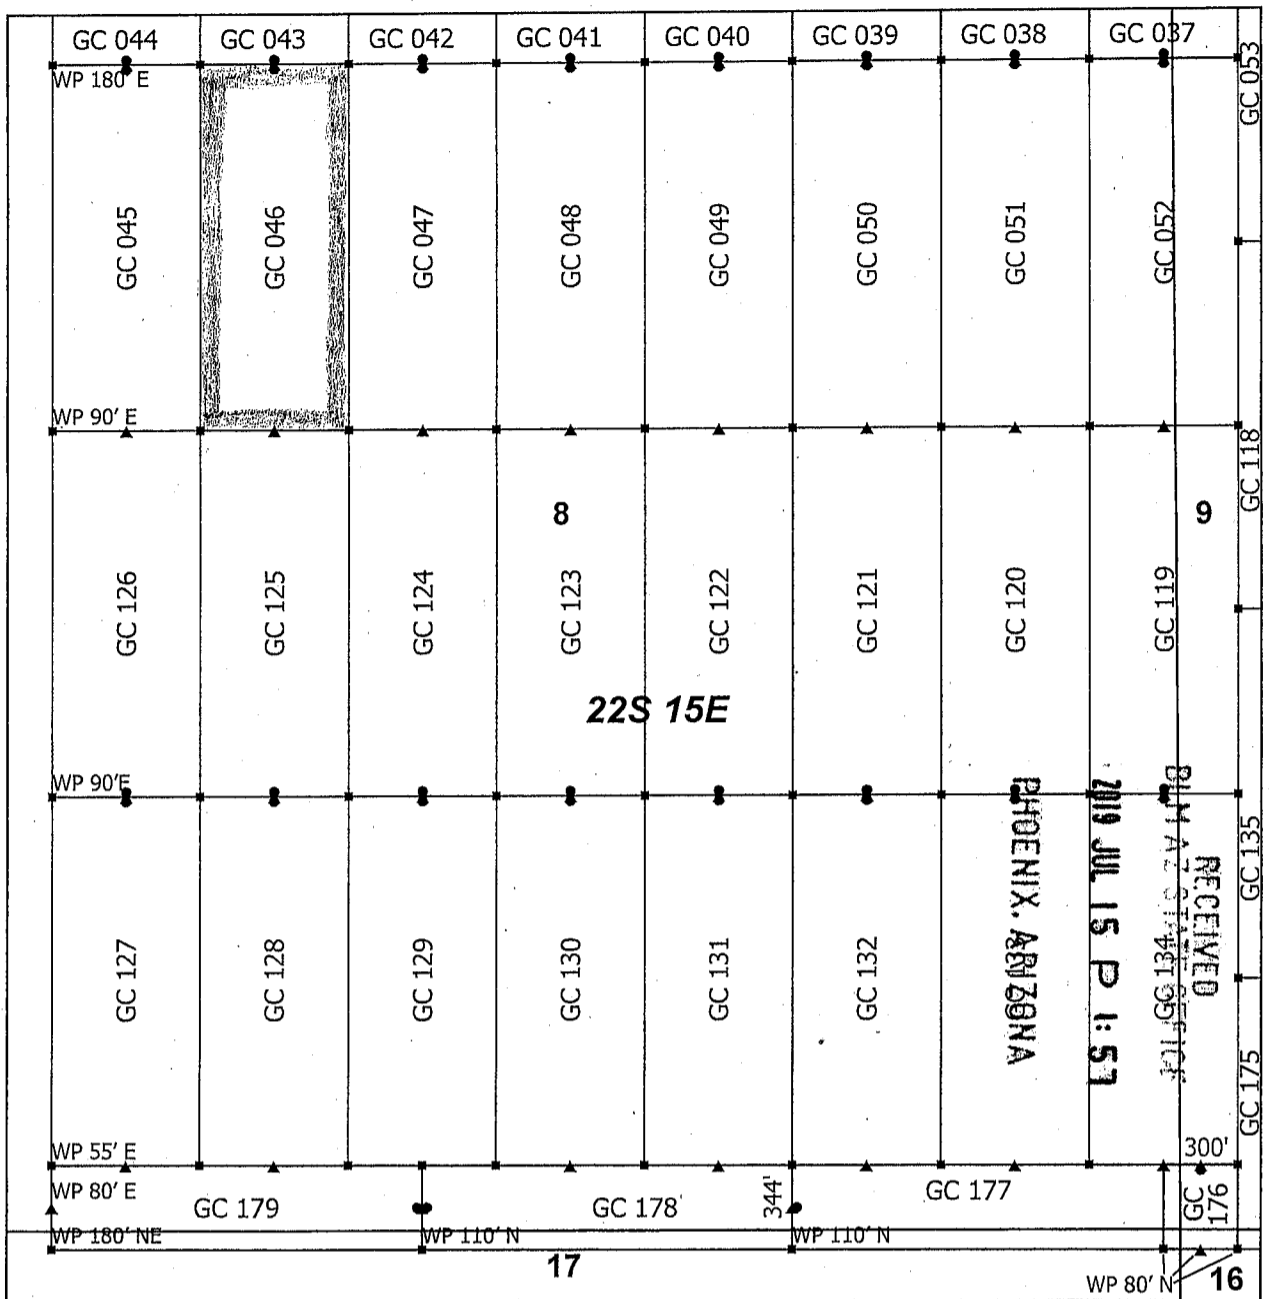 GC 044 GC 043 GC 042 GC 041 GC 040 GC 039 GC 038 GC 037
GC 053
WP 180' E
GC 045 GC 046 GC 047 GC 048 GC 049 GC 050 GC 051 GC 052
WP 90' E
GC 118
8
9
GC 126 GC 125 GC 124 GC 123 GC 122 GC 121 GC 120 GC 119
22S 15E
WP 90'E
GC 135
GC 127 GC 128 GC 129 GC 130 GC 131 GC 132
GC 134
RECEIVED
BLM AZ STATE OFFICE
2019 JUL 15 P 1:57
PHOENIX, ARIZONA
GC 175
WP 55' E
300'
WP 80' E
GC 179
GC 178
344'
GC 177
GC 176
WP 180' NE
WP 110' N
WP 110' N
17
WP 80' N
16